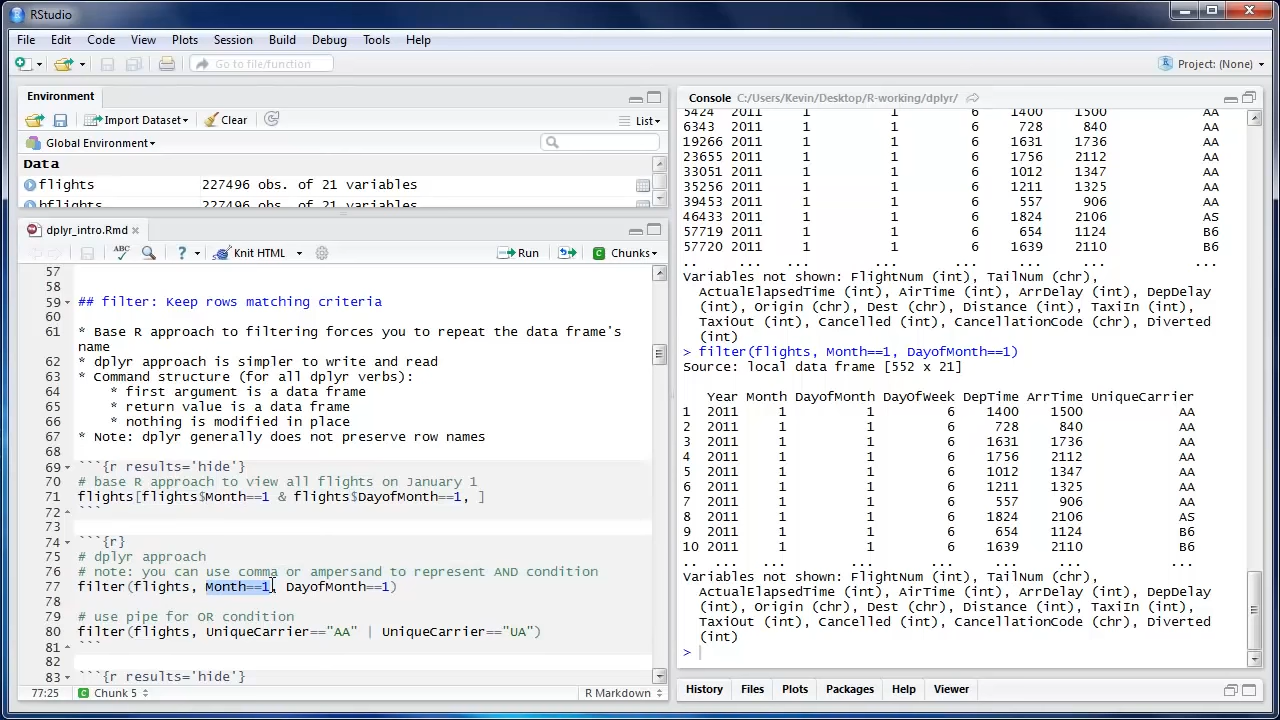 RStudio
File Edit Code View Plots Session Build Debug Tools Help
Go to file/function Project: (None)
Environment
Import Dataset Clear List
Global Environment
Data
flights 227496 obs. of 21 variables
hflights 227496 obs. of 21 variables
dplyr_intro.Rmd
ABC ? Knit HTML Run Chunks
57
58
59 ## filter: Keep rows matching criteria
60
61 * Base R approach to filtering forces you to repeat the data frame's
name
62 * dplyr approach is simpler to write and read
63 * Command structure (for all dplyr verbs):
64 * first argument is a data frame
65 * return value is a data frame
66 * nothing is modified in place
67 * Note: dplyr generally does not preserve row names
68
69 ```{r results='hide'}
70 # base R approach to view all flights on January 1
71 flights[flights$Month==1 & flights$DayofMonth==1, ]
72 ```
73
74 ```{r}
75 # dplyr approach
76 # note: you can use comma or ampersand to represent AND condition
77 filter(flights, Month==1, DayofMonth==1)
78
79 # use pipe for OR condition
80 filter(flights, UniqueCarrier=="AA" | UniqueCarrier=="UA")
81 ```
82
83 ```{r results='hide'}
77:25 Chunk 5 R Markdown
Console C:/Users/Kevin/Desktop/R-working/dplyr/
5424 2011 1 1 6 1400 1500 AA
6343 2011 1 1 6 728 840 AA
19266 2011 1 1 6 1631 1736 AA
23655 2011 1 1 6 1756 2112 AA
33051 2011 1 1 6 1012 1347 AA
35256 2011 1 1 6 1211 1325 AA
39453 2011 1 1 6 557 906 AA
46433 2011 1 1 6 1824 2106 AS
57719 2011 1 1 6 654 1124 B6
57720 2011 1 1 6 1639 2110 B6
.. ... ... ... ... ... ... ...
Variables not shown: FlightNum (int), TailNum (chr),
ActualElapsedTime (int), AirTime (int), ArrDelay (int), DepDelay
(int), Origin (chr), Dest (chr), Distance (int), TaxiIn (int),
TaxiOut (int), Cancelled (int), CancellationCode (chr), Diverted
(int)
> filter(flights, Month==1, DayofMonth==1)
Source: local data frame [552 x 21]
Year Month DayofMonth DayOfWeek DepTime ArrTime UniqueCarrier
1 2011 1 1 6 1400 1500 AA
2 2011 1 1 6 728 840 AA
3 2011 1 1 6 1631 1736 AA
4 2011 1 1 6 1756 2112 AA
5 2011 1 1 6 1012 1347 AA
6 2011 1 1 6 1211 1325 AA
7 2011 1 1 6 557 906 AA
8 2011 1 1 6 1824 2106 AS
9 2011 1 1 6 654 1124 B6
10 2011 1 1 6 1639 2110 B6
.. ... ... ... ... ... ... ...
Variables not shown: FlightNum (int), TailNum (chr),
ActualElapsedTime (int), AirTime (int), ArrDelay (int), DepDelay
(int), Origin (chr), Dest (chr), Distance (int), TaxiIn (int),
TaxiOut (int), Cancelled (int), CancellationCode (chr), Diverted
(int)
>
History Files Plots Packages Help Viewer